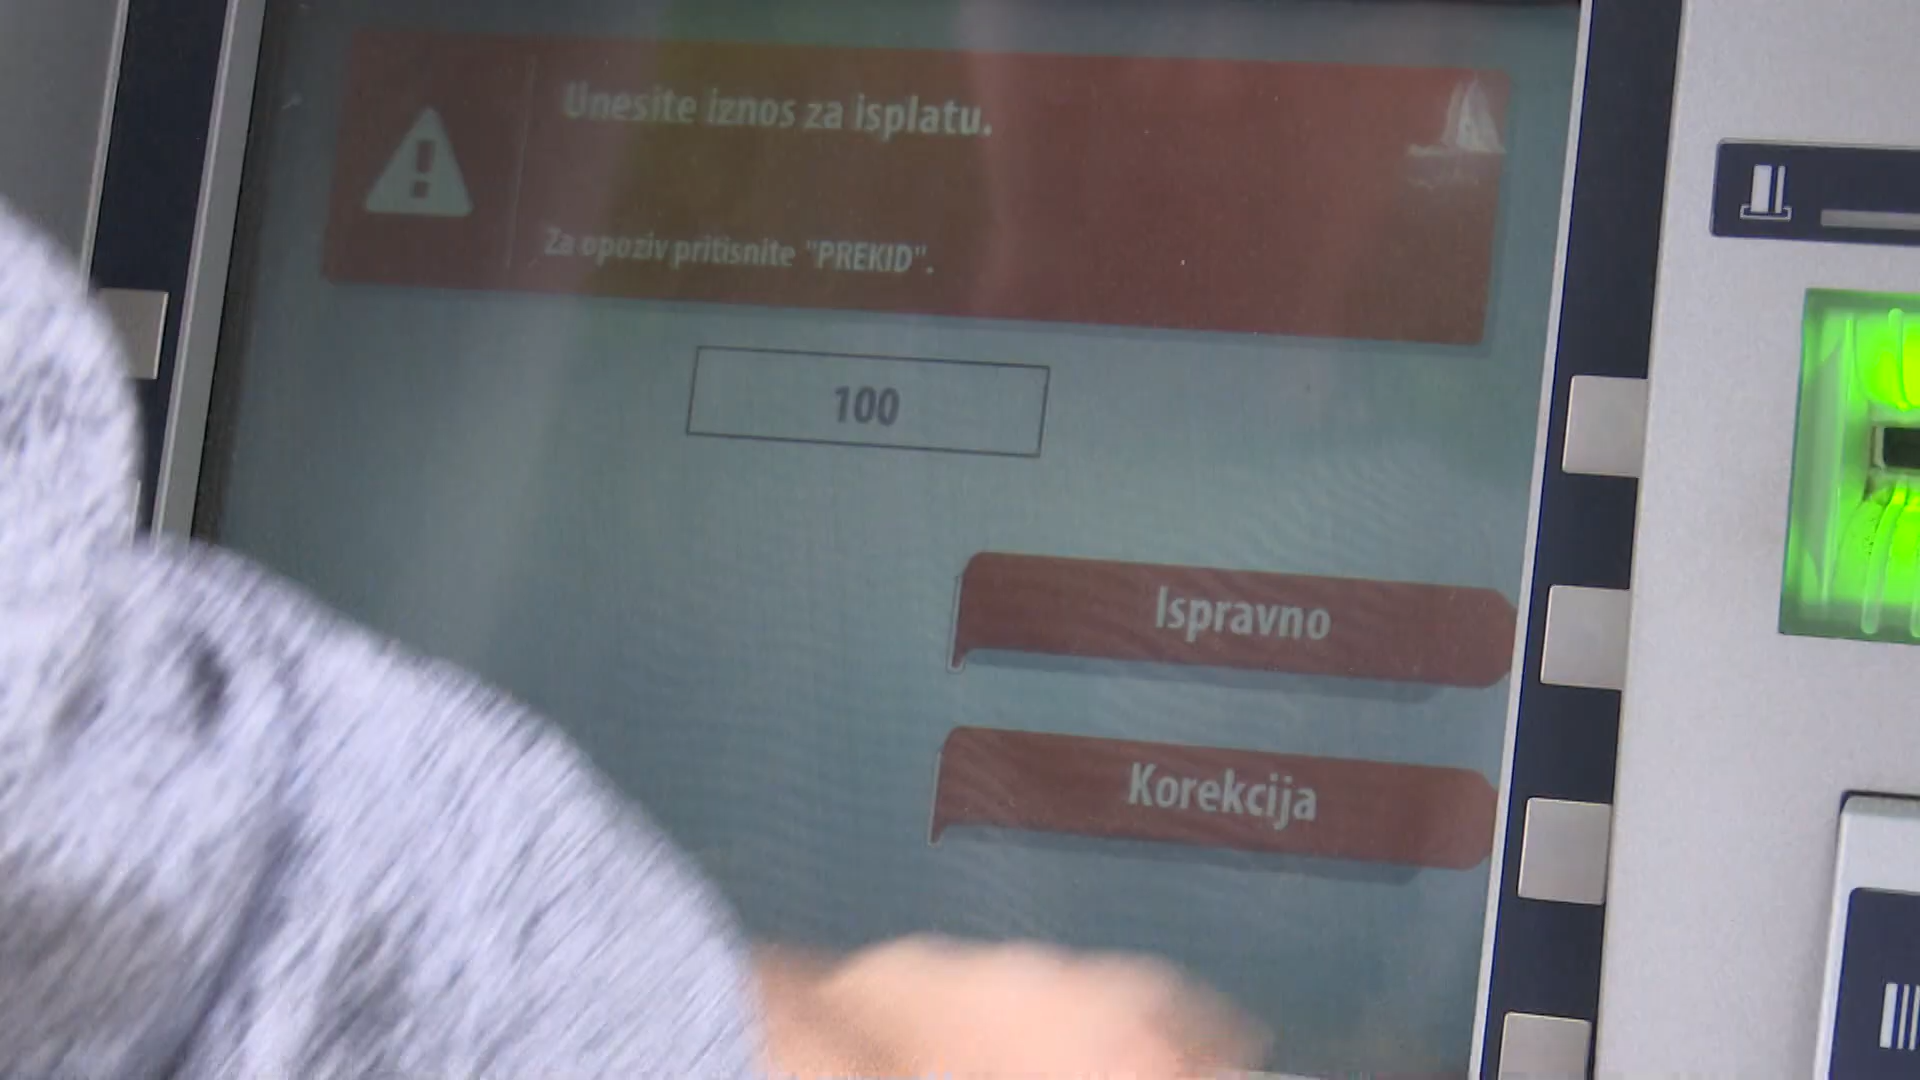 Unesite iznos za isplatu.
Za opoziv pritisnite "PREKID".
100
Ispravno
Korekcija